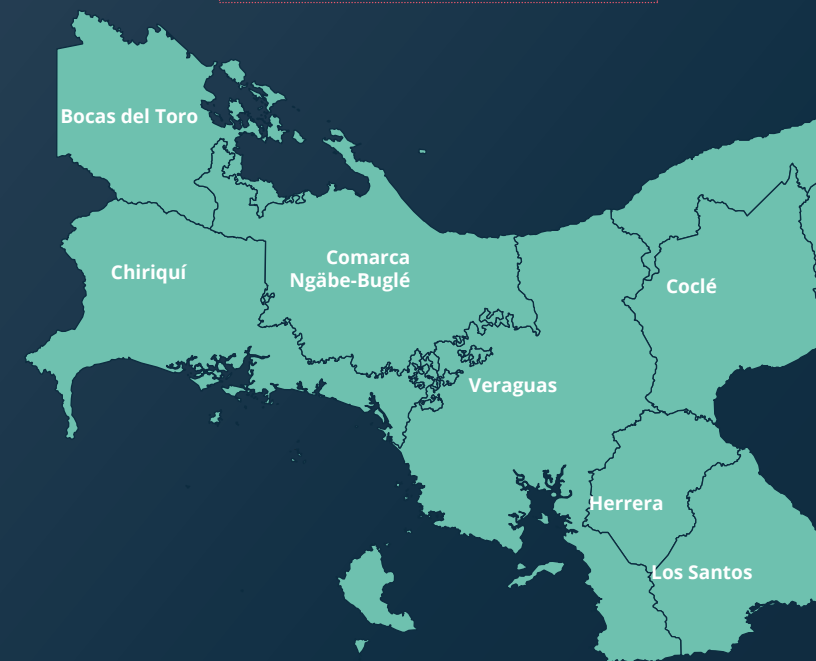 Bocas del Toro
Chiriquí
Comarca
Ngäbe-Buglé
Coclé
Veraguas
Herrera
Los Santos